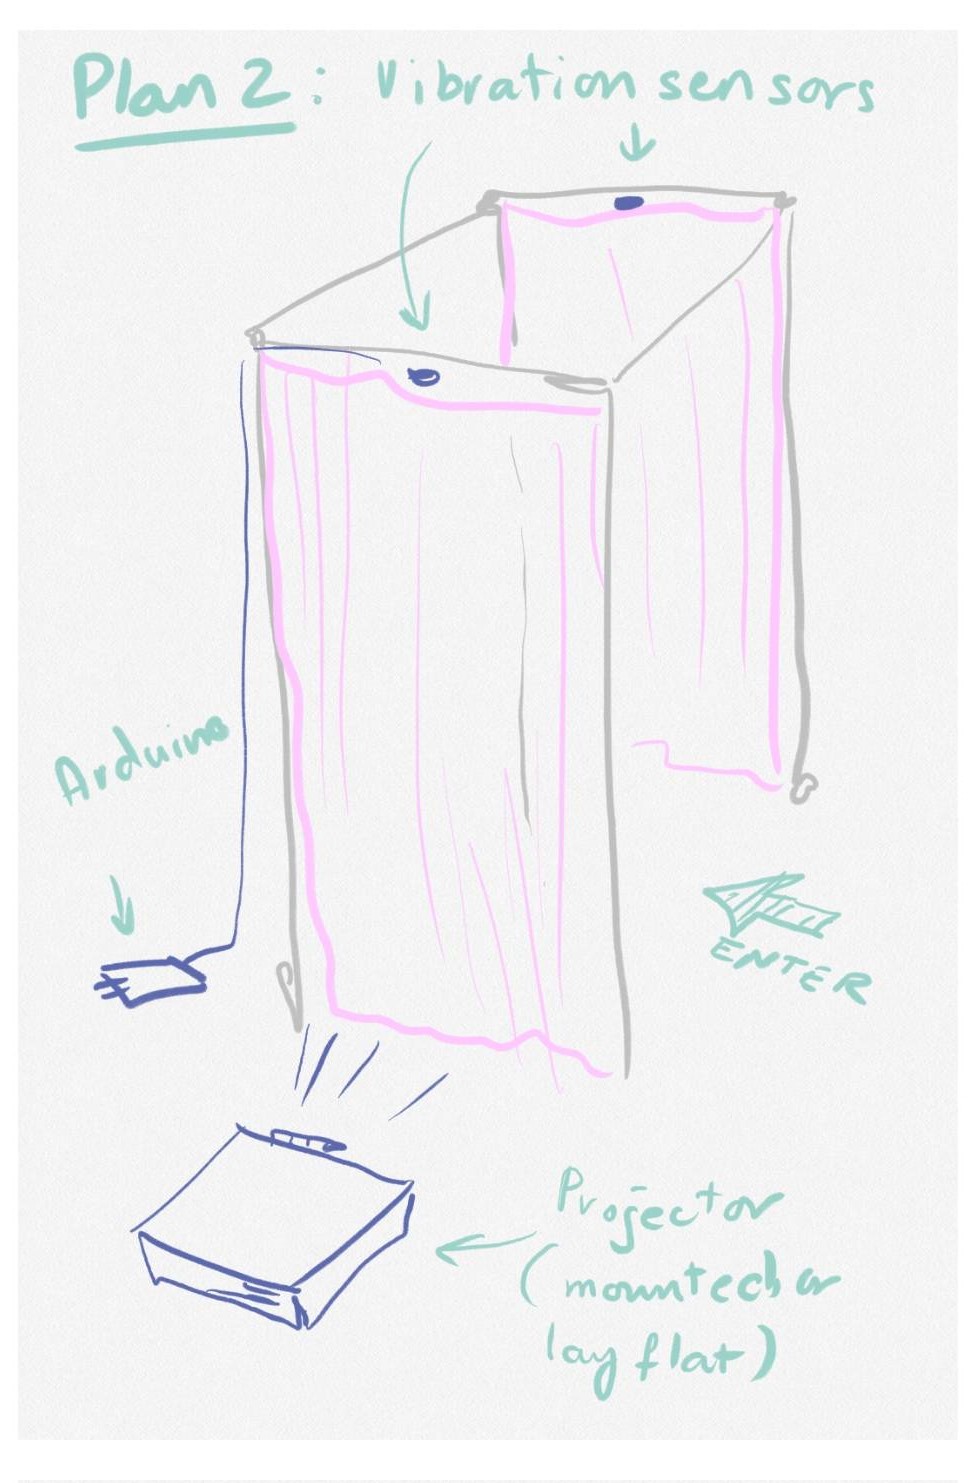 Plan 2: Vibration sensors
Arduino
ENTER
Projector
(mounted or
lay flat)